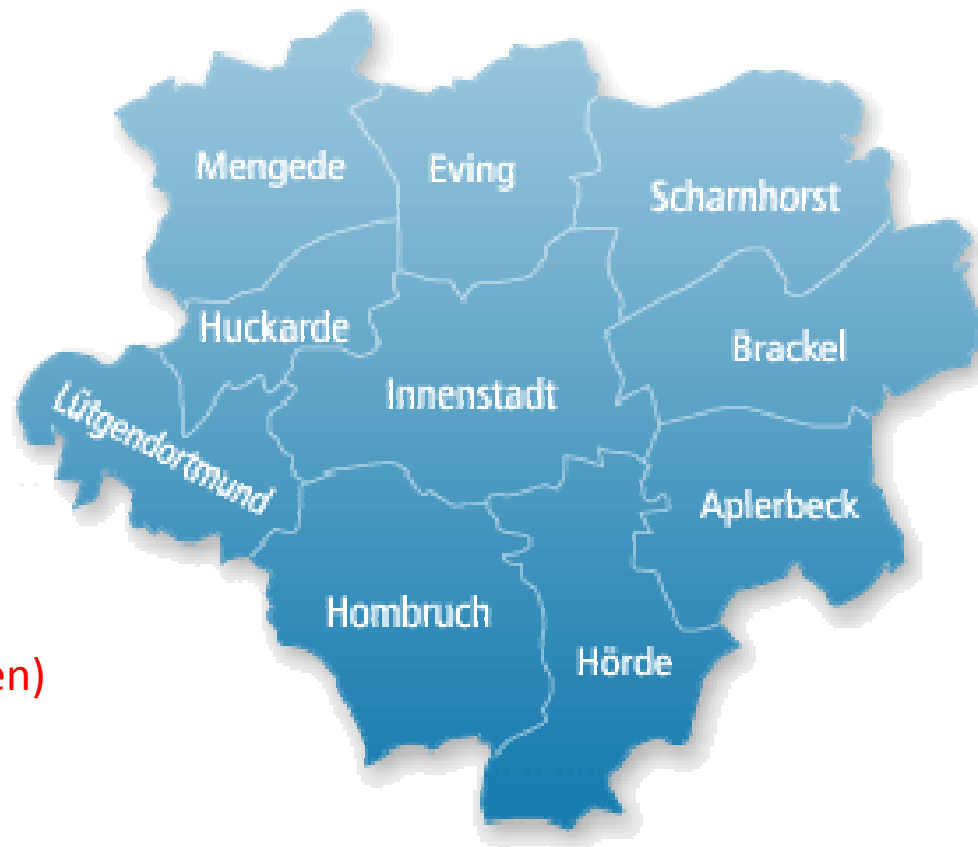 Mengede
Eving
Scharnhorst
Huckarde
Brackel
Innenstadt
Lütgendortmund
Aplerbeck
Hombruch
Hörde
en)